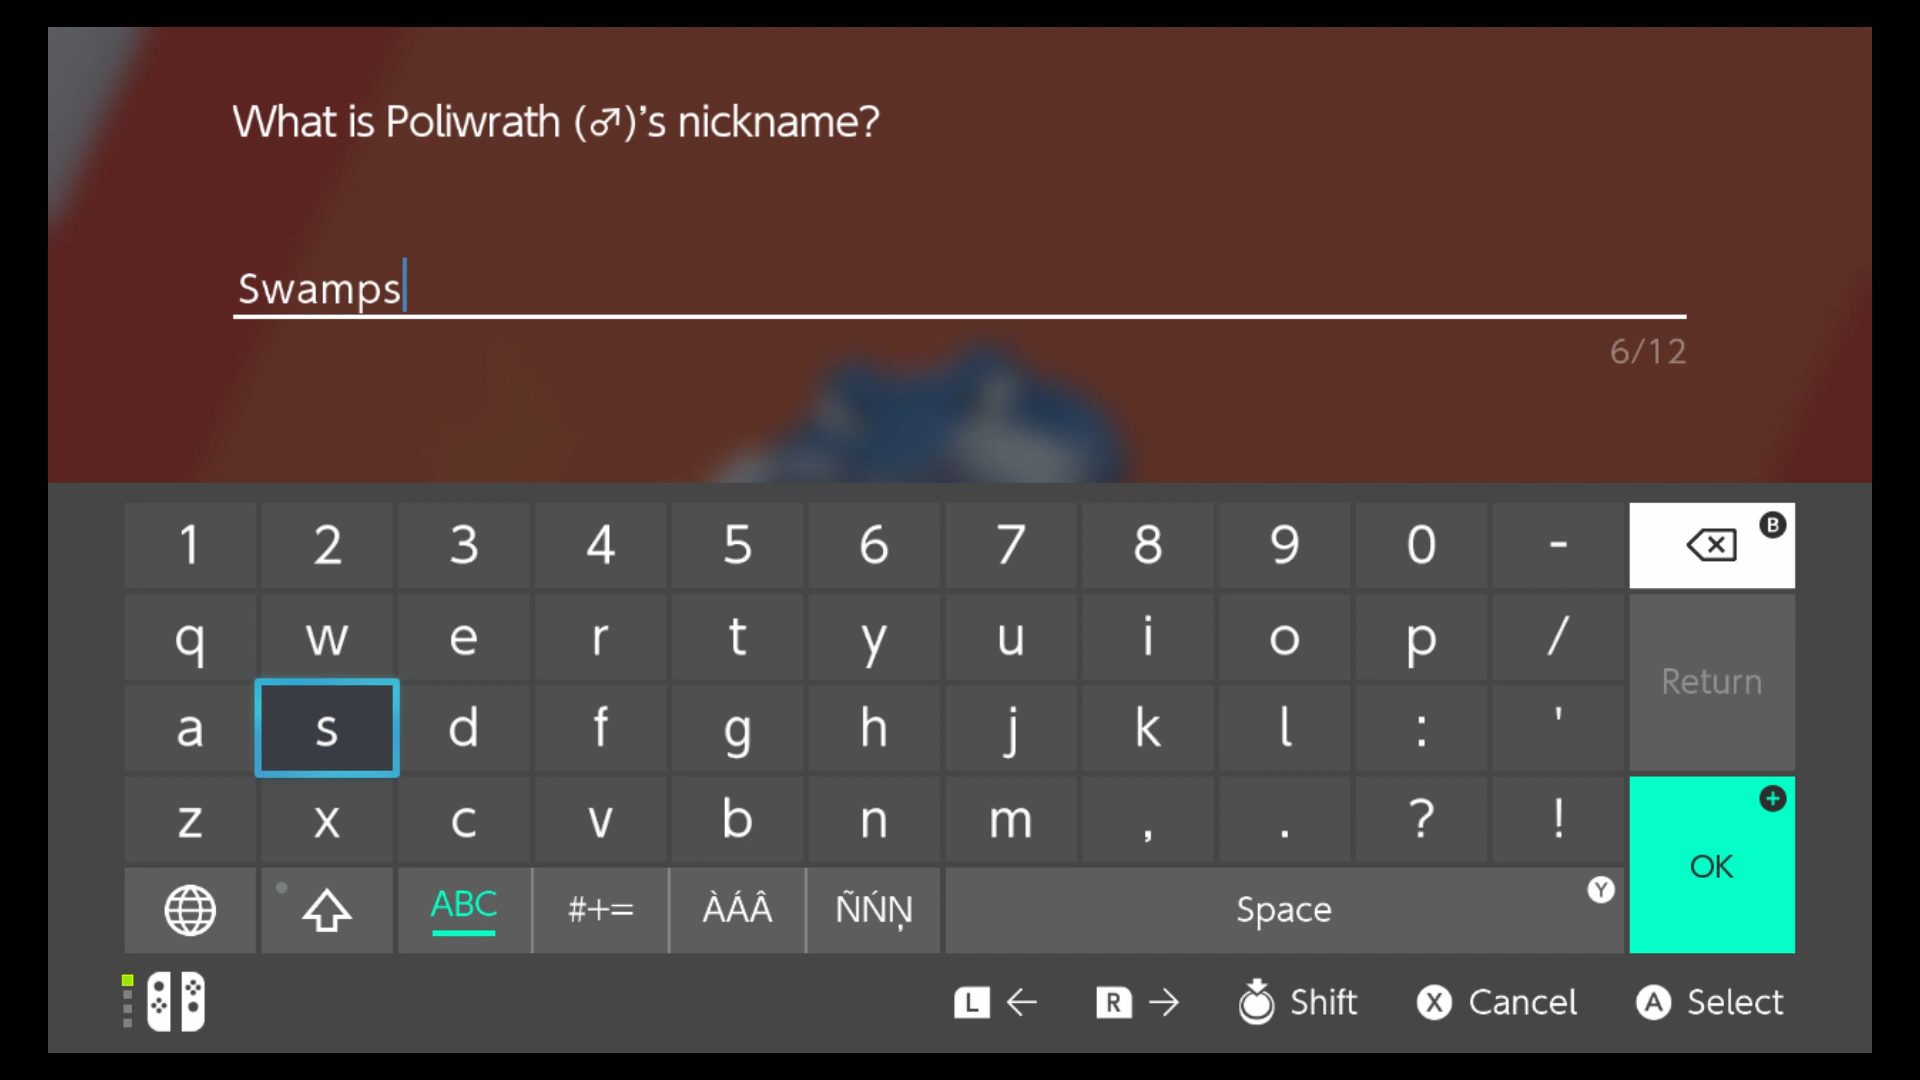 What is Poliwrath (♂)'s nickname?
Swamps
6/12
1 2 3 4 5 6 7 8 9 0 - B
q w e r t y u i o p /
Return
a s d f g h j k l : '
z x c v b n m , . ? ! +
OK
ABC #+= ÀÁÂ ÑŃŅ Space Y
L ← R → Shift X Cancel A Select